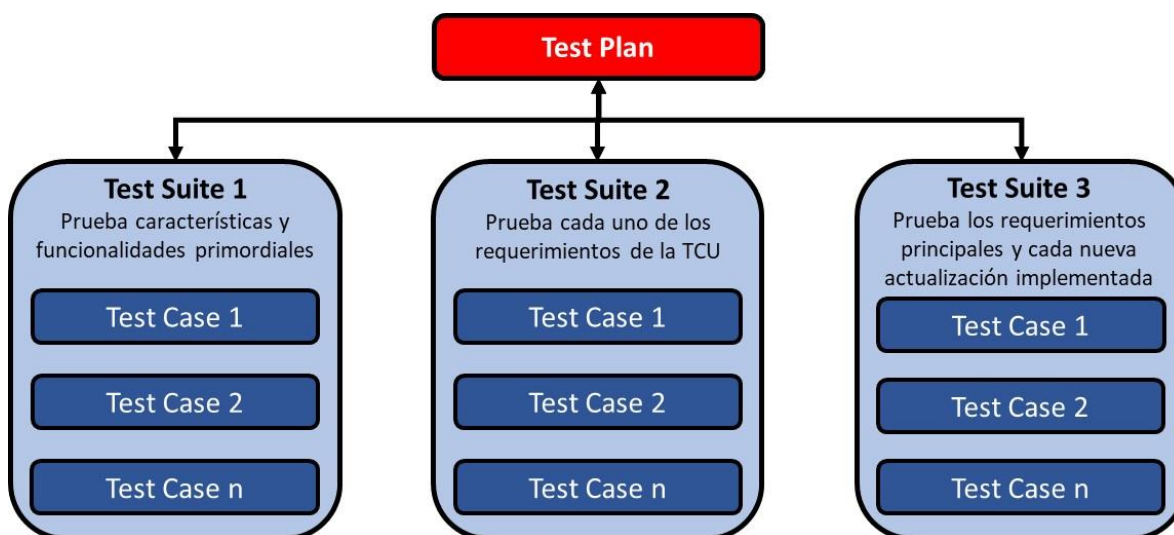 Test Plan
Test Suite 1
Prueba características y
funcionalidades primordiales
Test Case 1
Test Case 2
Test Case n
Test Suite 2
Prueba cada uno de los
requerimientos de la TCU
Test Case 1
Test Case 2
Test Case n
Test Suite 3
Prueba los requerimientos
principales y cada nueva
actualización implementada
Test Case 1
Test Case 2
Test Case n